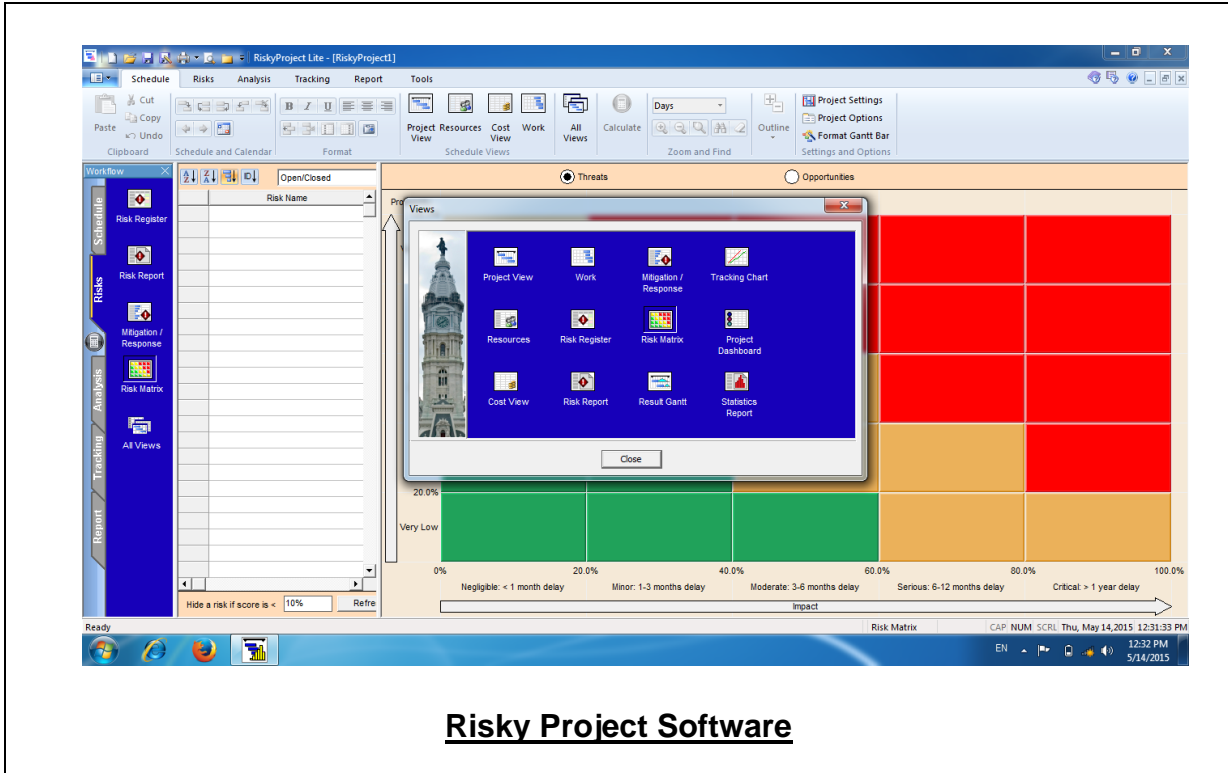 RiskyProject Lite - [RiskyProject1]
Schedule Risks Analysis Tracking Report Tools
Cut
Copy
Paste
Undo
Clipboard
Schedule and Calendar
B I U
Format
Project View
Resources
Cost View
Work
Schedule Views
All Views
Calculate
Days
Zoom and Find
Outline
Project Settings
Project Options
Format Gantt Bar
Settings and Options
Workflow
Schedule
Risks
Analysis
Tracking
Report
Risk Register
Risk Report
Mitigation /
Response
Risk Matrix
All Views
Open/Closed
Risk Name
Hide a risk if score is < 10% Refre
Threats Opportunities
Views
Project View Work Mitigation / Response Tracking Chart
Resources Risk Register Risk Matrix Project Dashboard
Cost View Risk Report Result Gantt Statistics Report
Close
20.0%
Very Low
0% 20.0% 40.0% 60.0% 80.0% 100.0%
Negligible: < 1 month delay Minor: 1-3 months delay Moderate: 3-6 months delay Serious: 6-12 months delay Critical: > 1 year delay
Impact
Ready Risk Matrix CAP NUM SCRL Thu, May 14,2015 12:31:33 PM
EN 12:32 PM
5/14/2015
Risky Project Software